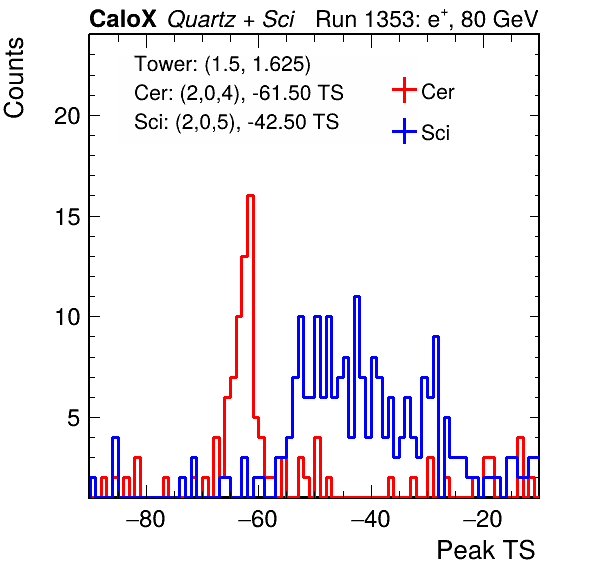 CaloX Quartz + Sci Run 1353: e⁺, 80 GeV
Counts
Tower: (1.5, 1.625)
Cer: (2,0,4), -61.50 TS
Sci: (2,0,5), -42.50 TS
Cer
Sci
20
15
10
5
−80 −60 −40 −20
Peak TS